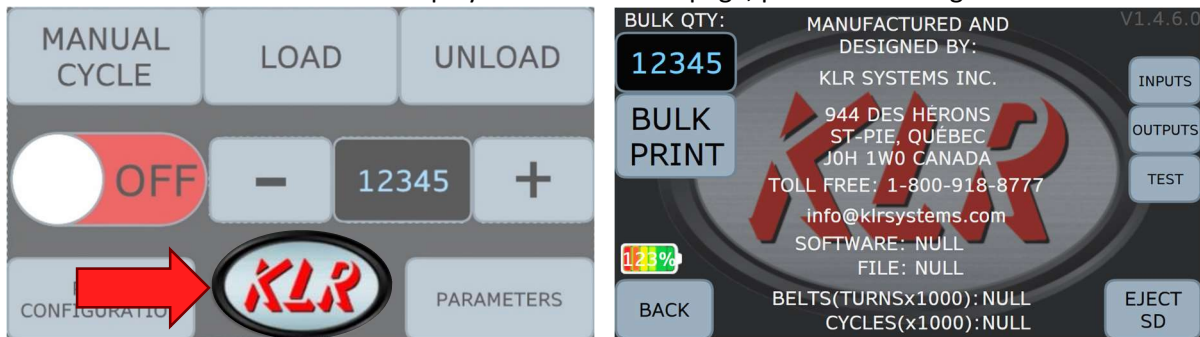 MANUAL
CYCLE
LOAD
UNLOAD
OFF
-
12345
+
CONFIGURATIO
KLR
PARAMETERS
BULK QTY:
12345
BULK
PRINT
123%
BACK
MANUFACTURED AND
DESIGNED BY:
KLR SYSTEMS INC.
944 DES HÉRONS
ST-PIE, QUÉBEC
J0H 1W0 CANADA
TOLL FREE: 1-800-918-8777
info@klrsystems.com
SOFTWARE: NULL
FILE: NULL
BELTS(TURNSx1000):NULL
CYCLES(x1000):NULL
KLR
V1.4.6.0
INPUTS
OUTPUTS
TEST
EJECT
SD